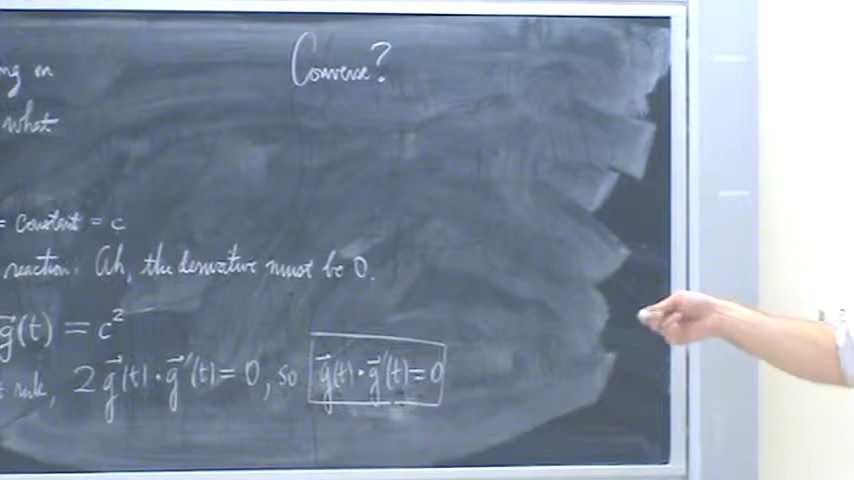 Converse?
ng on
what
= constant = c
reaction: Ah, the derivative must be 0.
g⃗(t) = c²
t rule, 2 g⃗(t) · g⃗'(t) = 0, so g⃗(t) · g⃗'(t) = 0